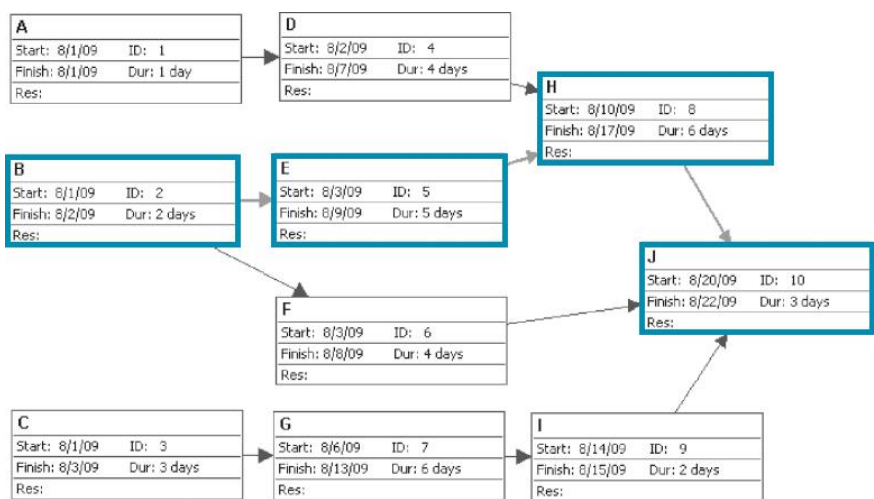 A
Start: 8/1/09 ID: 1
Finish: 8/1/09 Dur: 1 day
Res:
D
Start: 8/2/09 ID: 4
Finish: 8/7/09 Dur: 4 days
Res:
H
Start: 8/10/09 ID: 8
Finish: 8/17/09 Dur: 6 days
Res:
B
Start: 8/1/09 ID: 2
Finish: 8/2/09 Dur: 2 days
Res:
E
Start: 8/3/09 ID: 5
Finish: 8/9/09 Dur: 5 days
Res:
J
Start: 8/20/09 ID: 10
Finish: 8/22/09 Dur: 3 days
Res:
F
Start: 8/3/09 ID: 6
Finish: 8/8/09 Dur: 4 days
Res:
C
Start: 8/1/09 ID: 3
Finish: 8/3/09 Dur: 3 days
Res:
G
Start: 8/6/09 ID: 7
Finish: 8/13/09 Dur: 6 days
Res:
I
Start: 8/14/09 ID: 9
Finish: 8/15/09 Dur: 2 days
Res: